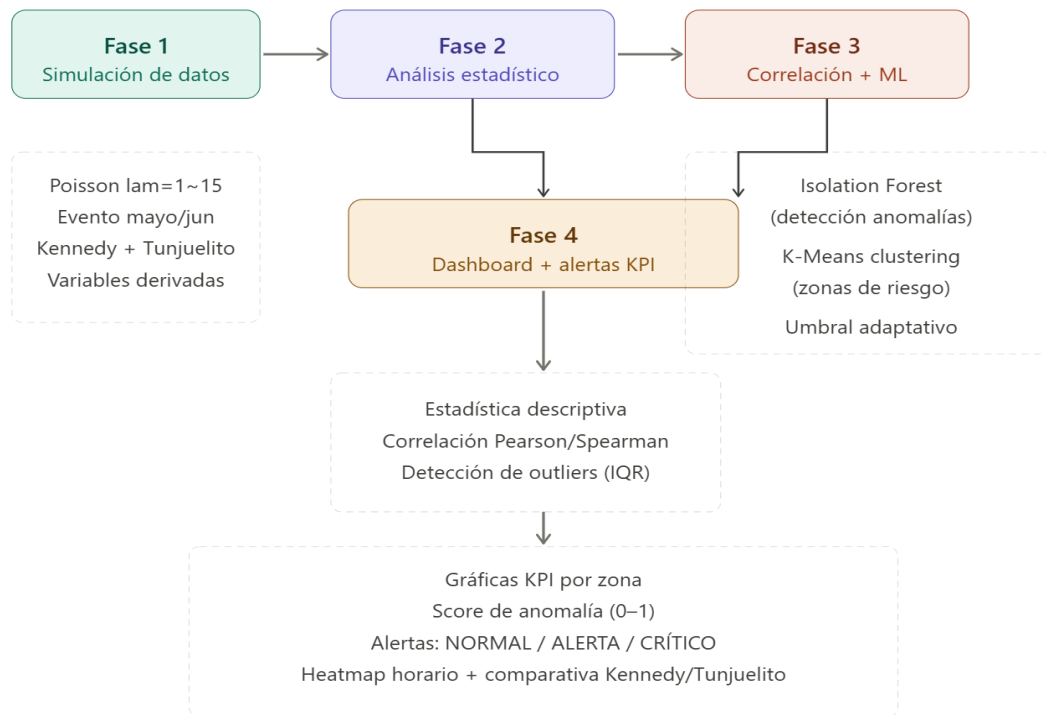 Fase 1
Simulación de datos
Fase 2
Análisis estadístico
Fase 3
Correlación + ML
Poisson lam=1~15
Evento mayo/jun
Kennedy + Tunjuelito
Variables derivadas
Fase 4
Dashboard + alertas KPI
Isolation Forest
(detección anomalías)
K-Means clustering
(zonas de riesgo)
Umbral adaptativo
Estadística descriptiva
Correlación Pearson/Spearman
Detección de outliers (IQR)
Gráficas KPI por zona
Score de anomalía (0–1)
Alertas: NORMAL / ALERTA / CRÍTICO
Heatmap horario + comparativa Kennedy/Tunjuelito